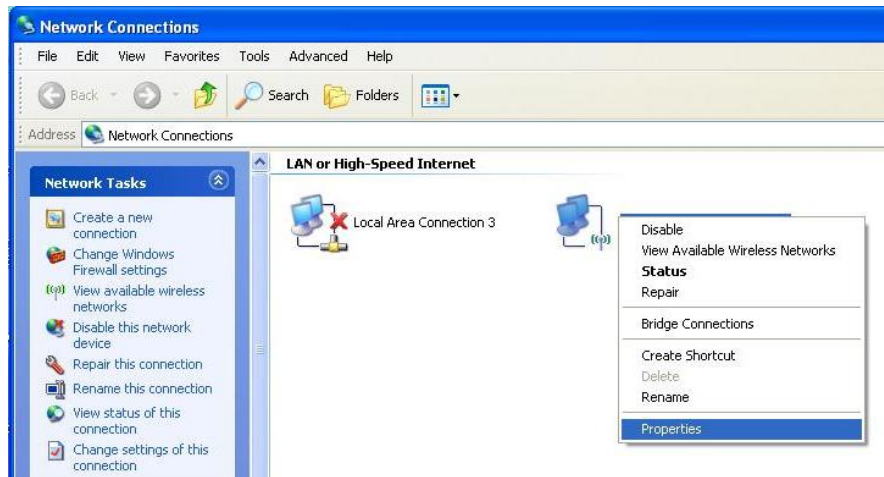 Network Connections
File Edit View Favorites Tools Advanced Help
Back Search Folders
Address Network Connections
Network Tasks
Create a new
connection
Change Windows
Firewall settings
View available wireless
networks
Disable this network
device
Repair this connection
Rename this connection
View status of this
connection
Change settings of this
connection
LAN or High-Speed Internet
Local Area Connection 3
Disable
View Available Wireless Networks
Status
Repair
Bridge Connections
Create Shortcut
Delete
Rename
Properties